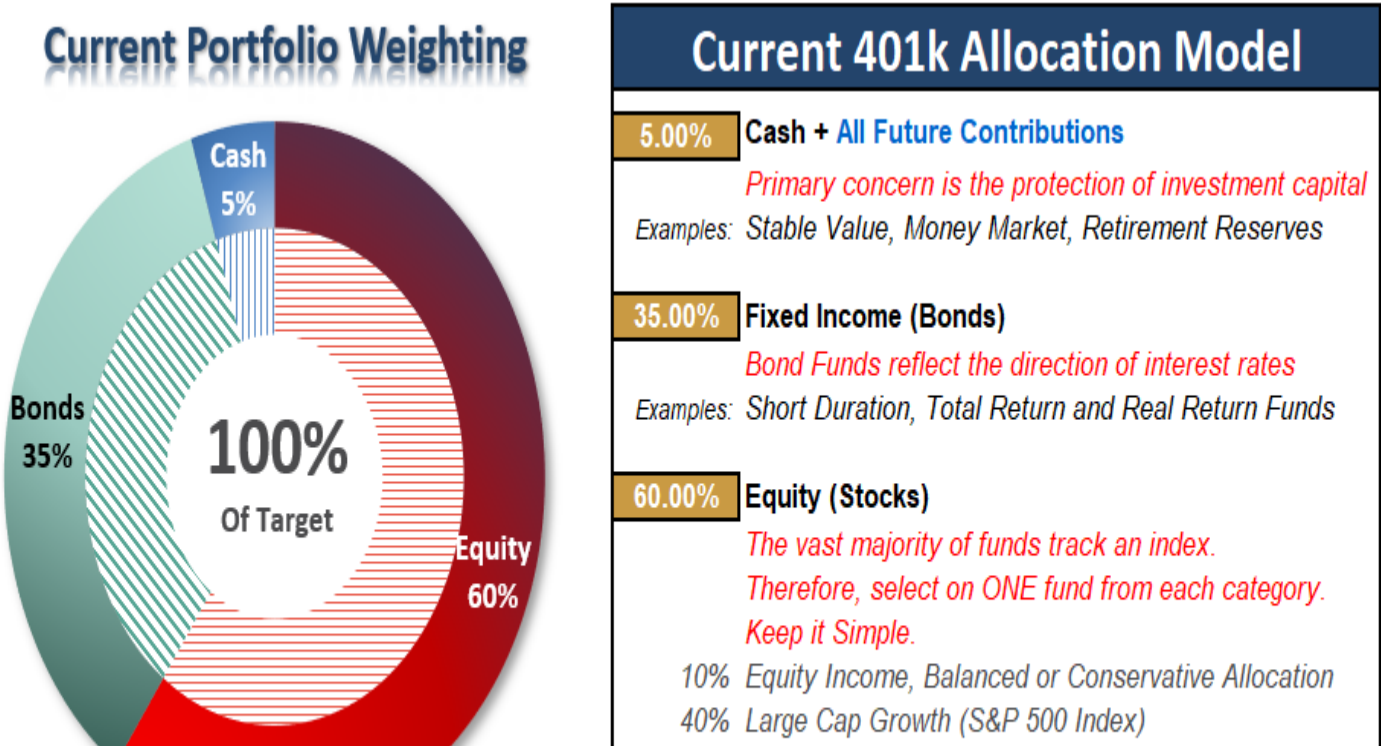 Current Portfolio Weighting
Cash
5%
Bonds
35%
100%
Of Target
Equity
60%
Current 401k Allocation Model
5.00% Cash + All Future Contributions
Primary concern is the protection of investment capital
Examples: Stable Value, Money Market, Retirement Reserves
35.00% Fixed Income (Bonds)
Bond Funds reflect the direction of interest rates
Examples: Short Duration, Total Return and Real Return Funds
60.00% Equity (Stocks)
The vast majority of funds track an index.
Therefore, select on ONE fund from each category.
Keep it Simple.
10% Equity Income, Balanced or Conservative Allocation
40% Large Cap Growth (S&P 500 Index)